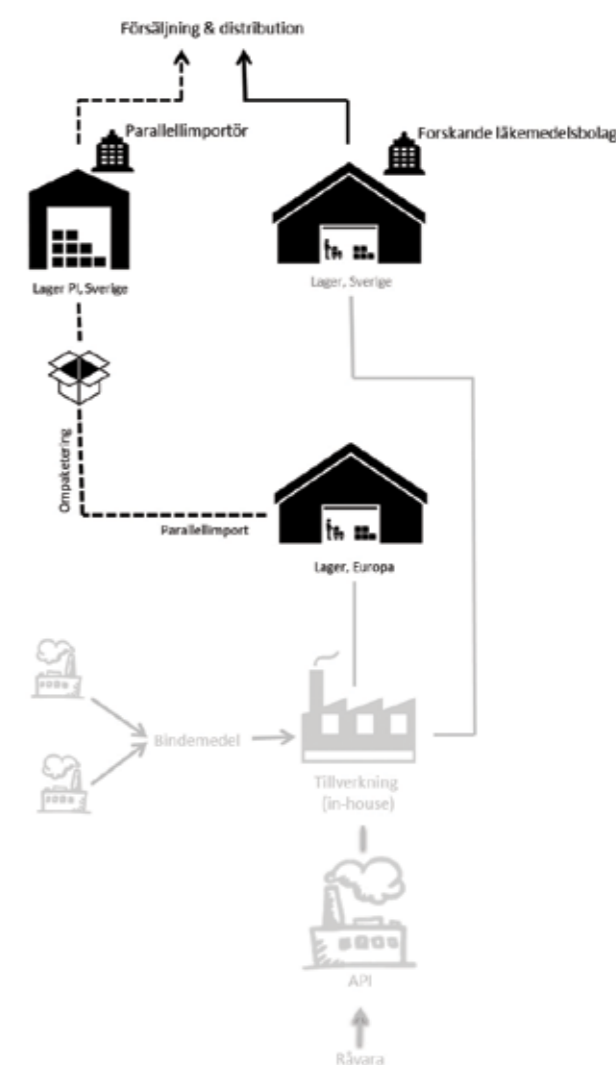 Försäljning & distribution
Parallellimportör
Forskande läkemedelsbolag
Lager PI, Sverige
Lager, Sverige
Ompaketering
Parallellimport
Lager, Europa
Bindemedel
Tillverkning
(in-house)
API
Råvara